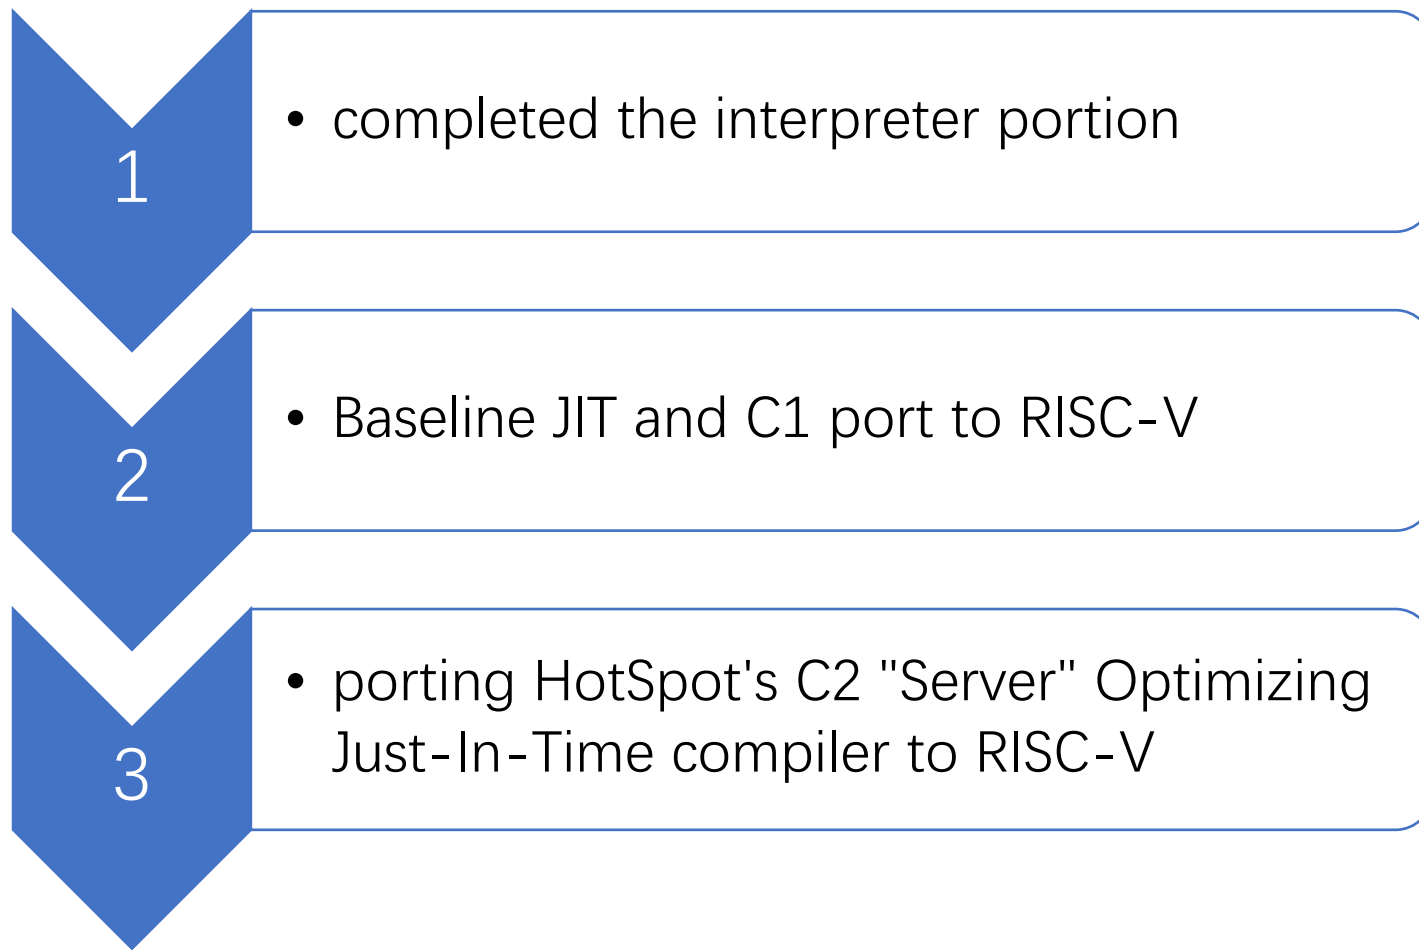 1
• completed the interpreter portion
2
• Baseline JIT and C1 port to RISC-V
3
• porting HotSpot's C2 "Server" Optimizing
Just-In-Time compiler to RISC-V